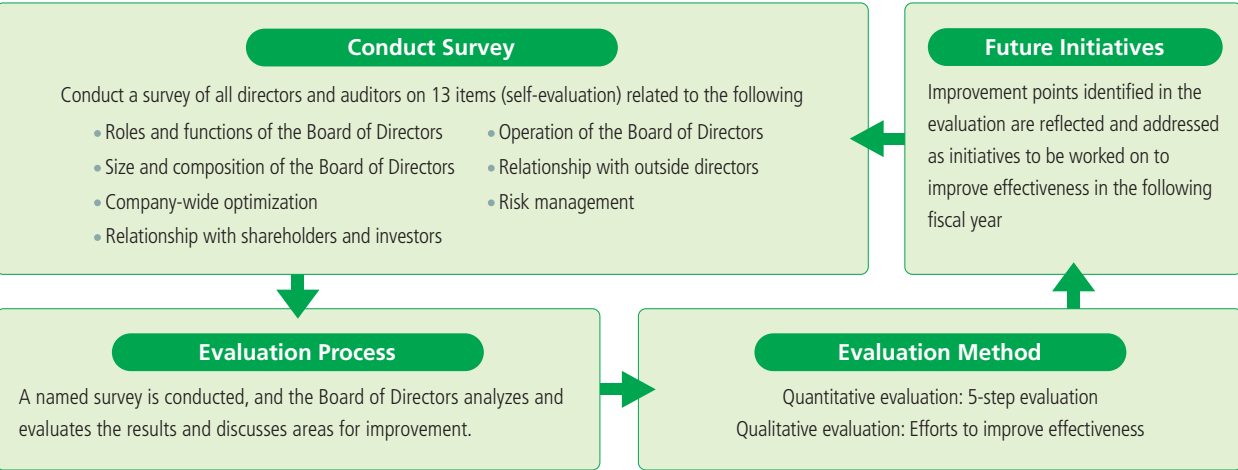 Conduct Survey
Conduct a survey of all directors and auditors on 13 items (self-evaluation) related to the following
• Roles and functions of the Board of Directors
• Size and composition of the Board of Directors
• Company-wide optimization
• Relationship with shareholders and investors
• Operation of the Board of Directors
• Relationship with outside directors
• Risk management
Evaluation Process
A named survey is conducted, and the Board of Directors analyzes and
evaluates the results and discusses areas for improvement.
Evaluation Method
Quantitative evaluation: 5-step evaluation
Qualitative evaluation: Efforts to improve effectiveness
Future Initiatives
Improvement points identified in the
evaluation are reflected and addressed
as initiatives to be worked on to
improve effectiveness in the following
fiscal year